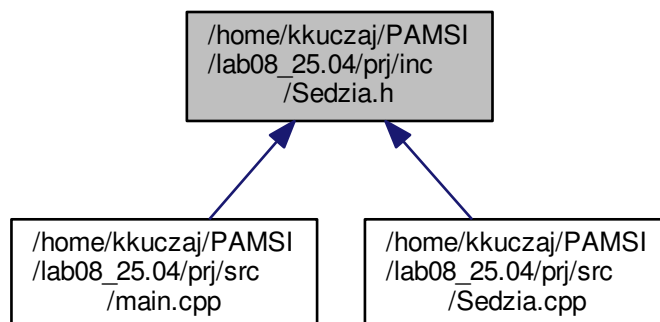 /home/kkuczaj/PAMSI
/lab08_25.04/prj/inc
/Sedzia.h
/home/kkuczaj/PAMSI
/lab08_25.04/prj/src
/main.cpp
/home/kkuczaj/PAMSI
/lab08_25.04/prj/src
/Sedzia.cpp